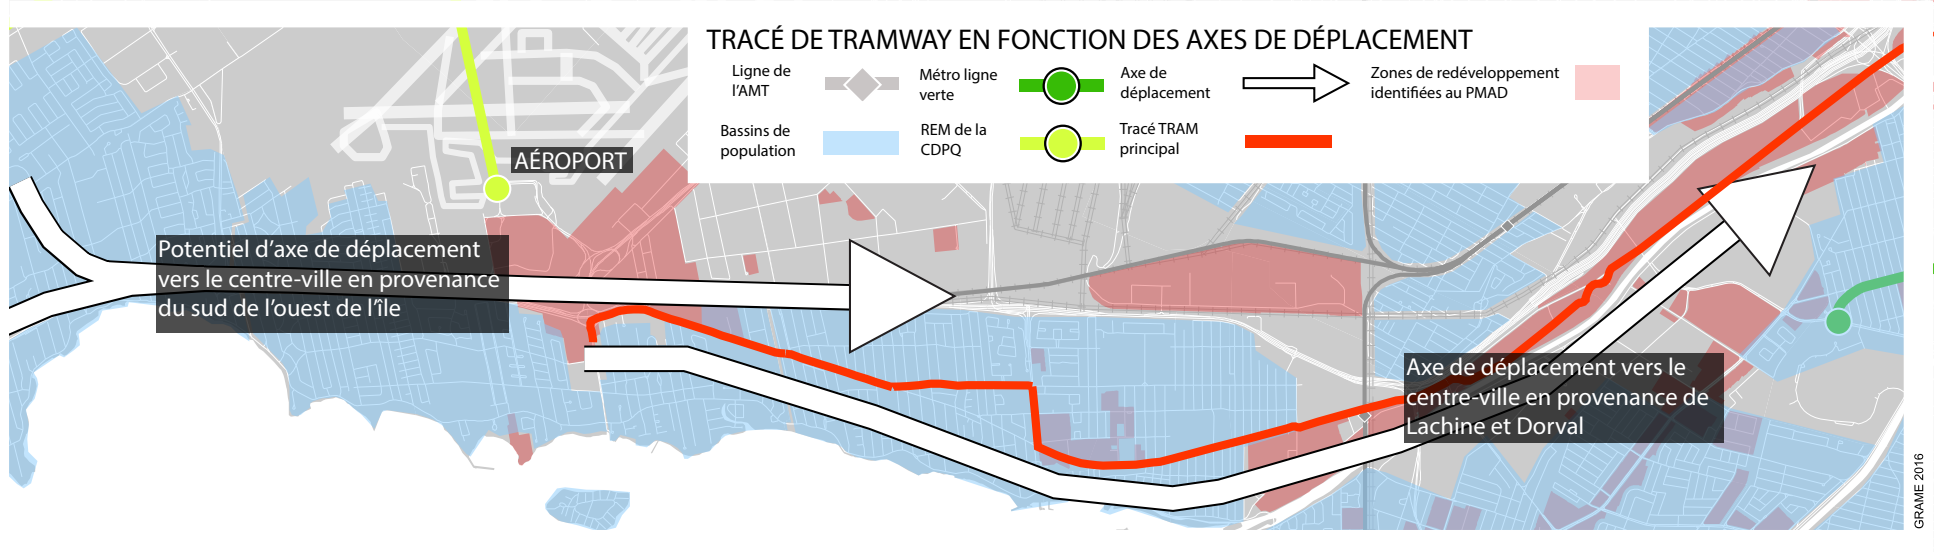 TRACÉ DE TRAMWAY EN FONCTION DES AXES DE DÉPLACEMENT
Ligne de
l'AMT
Métro ligne
verte
Axe de
déplacement
Zones de redéveloppement
identifiées au PMAD
Bassins de
population
REM de la
CDPQ
Tracé TRAM
principal
AÉROPORT
Potentiel d'axe de déplacement
vers le centre-ville en provenance
du sud de l'ouest de l'île
Axe de déplacement vers le
centre-ville en provenance de
Lachine et Dorval
GRAME 2016